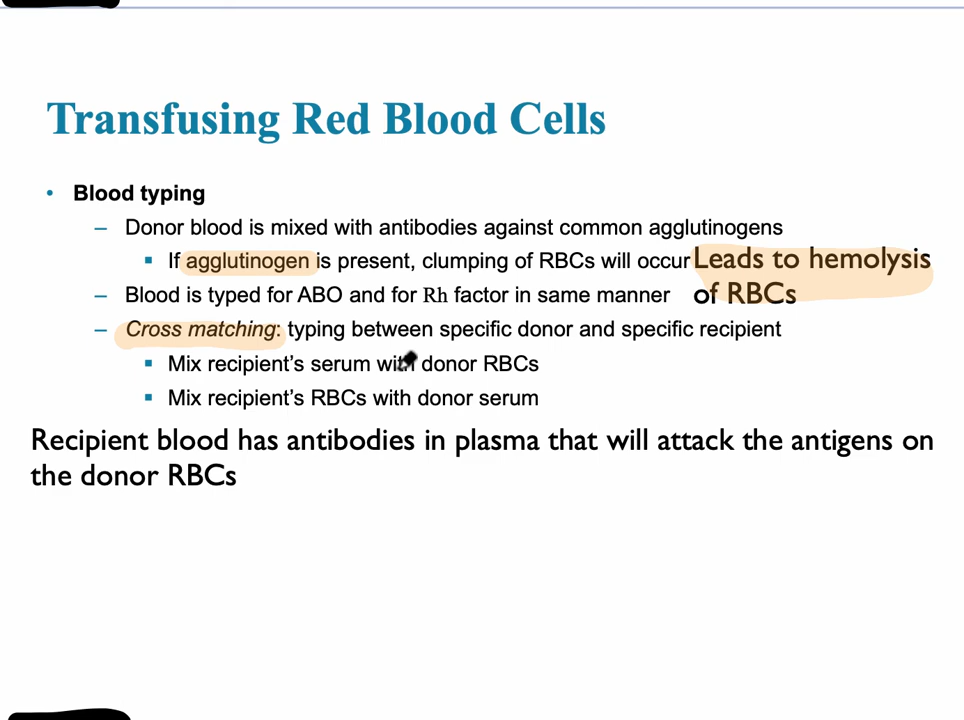 Transfusing Red Blood Cells
• Blood typing
– Donor blood is mixed with antibodies against common agglutinogens
▪ If agglutinogen is present, clumping of RBCs will occur Leads to hemolysis
– Blood is typed for ABO and for Rh factor in same manner of RBCs
– Cross matching: typing between specific donor and specific recipient
▪ Mix recipient's serum with donor RBCs
▪ Mix recipient's RBCs with donor serum
Recipient blood has antibodies in plasma that will attack the antigens on
the donor RBCs